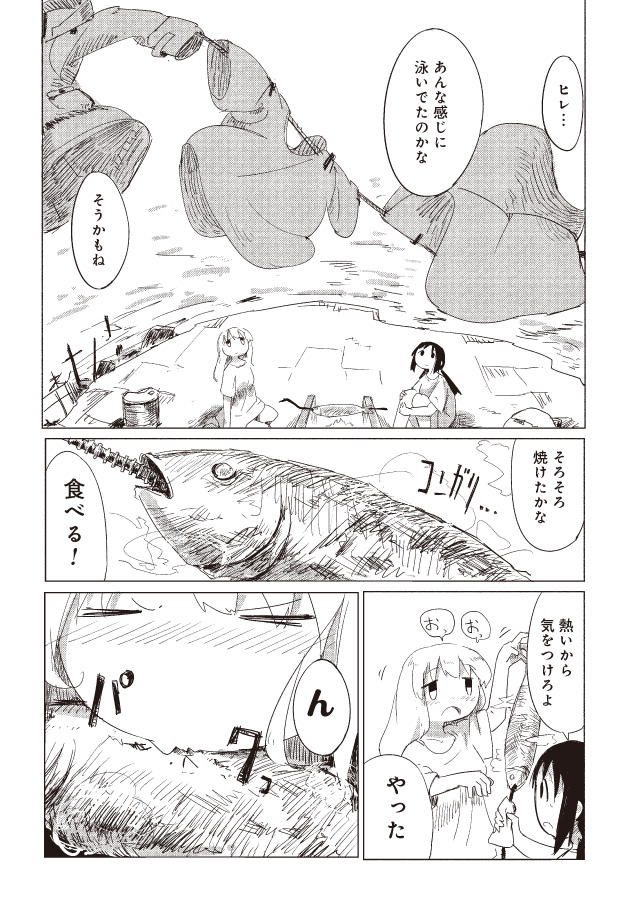 ヒレ…
あんな感じに
泳いでたのかな
そうかもね
そろそろ
焼けたかな
コンガリ…
食べる！
熱いから
気をつけろよ
おっ
おっ
やった
ん